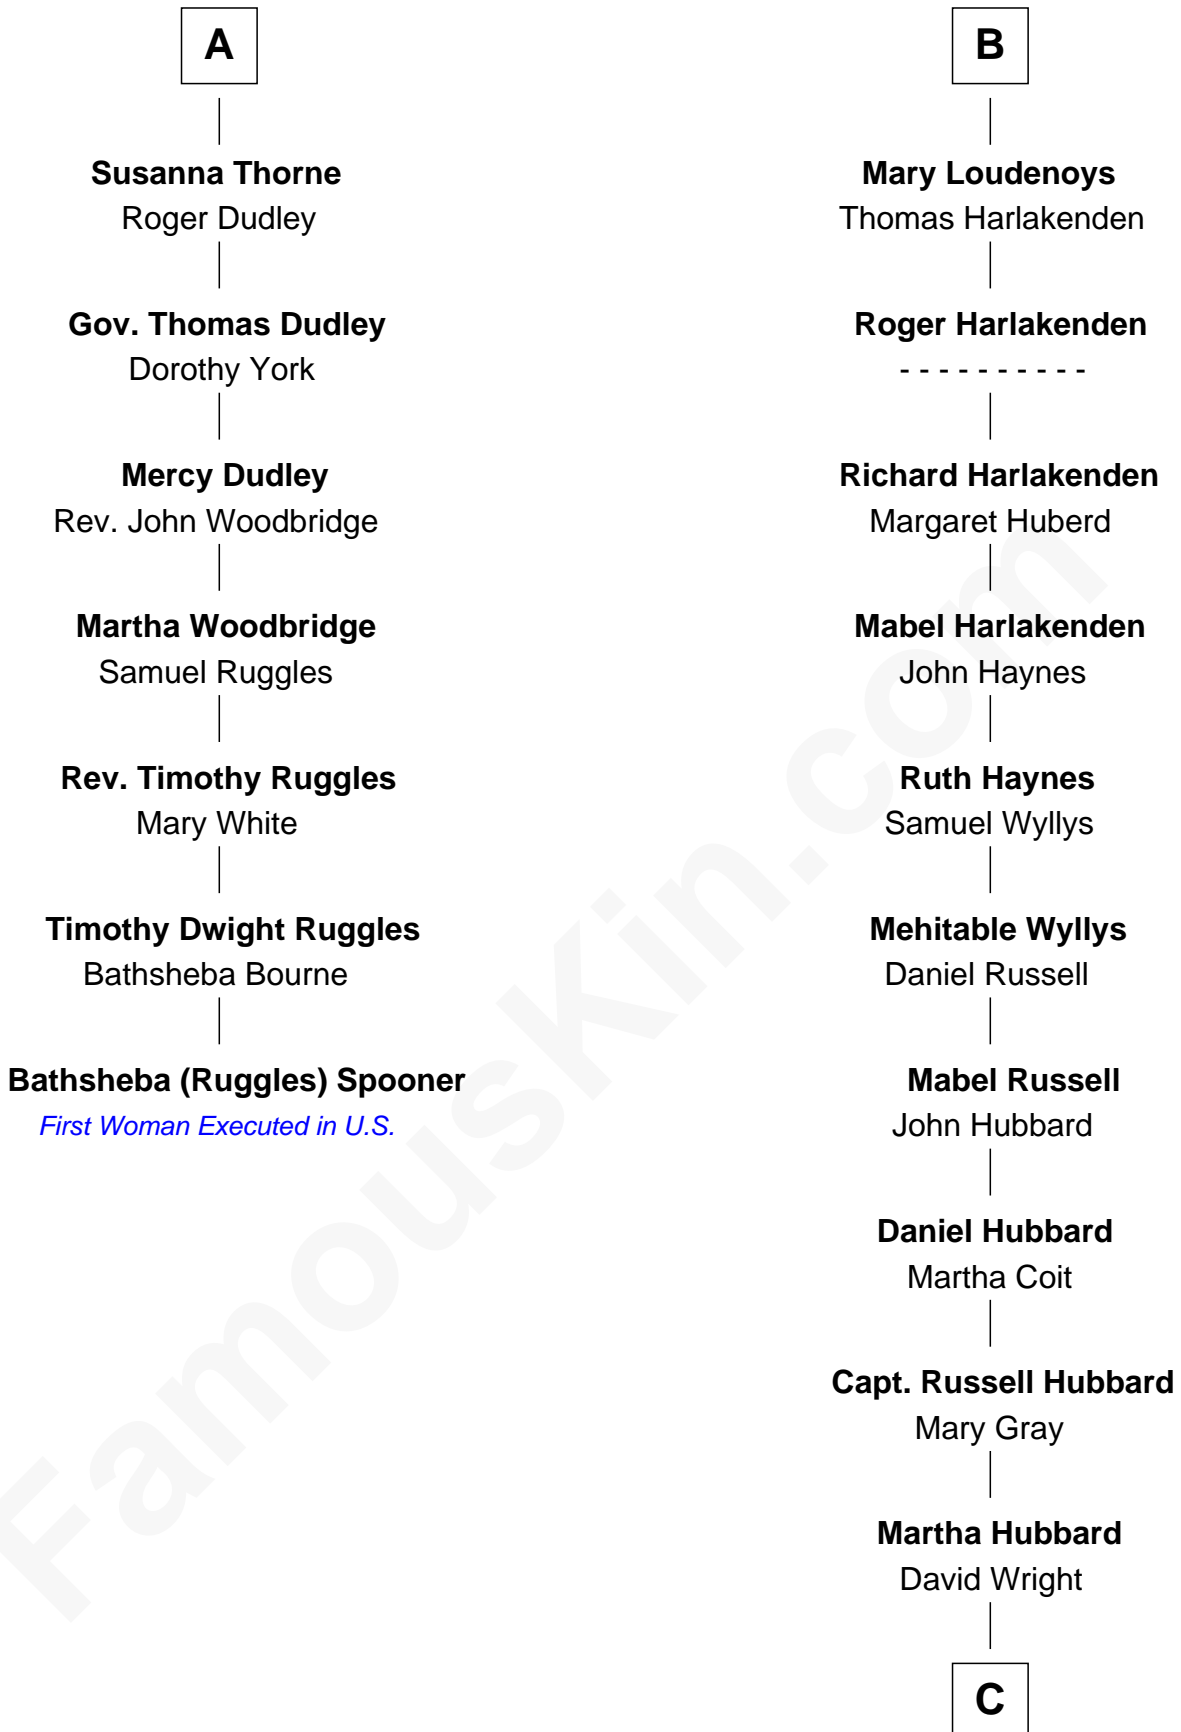 A
Susanna Thorne
Roger Dudley
Gov. Thomas Dudley
Dorothy York
Mercy Dudley
Rev. John Woodbridge
Martha Woodbridge
Samuel Ruggles
Rev. Timothy Ruggles
Mary White
Timothy Dwight Ruggles
Bathsheba Bourne
Bathsheba (Ruggles) Spooner
First Woman Executed in U.S.
B
Mary Loudenoys
Thomas Harlakenden
Roger Harlakenden
- - - - - - - - - -
Richard Harlakenden
Margaret Huberd
Mabel Harlakenden
John Haynes
Ruth Haynes
Samuel Wyllys
Mehitable Wyllys
Daniel Russell
Mabel Russell
John Hubbard
Daniel Hubbard
Martha Coit
Capt. Russell Hubbard
Mary Gray
Martha Hubbard
David Wright
C
FamousKin.com